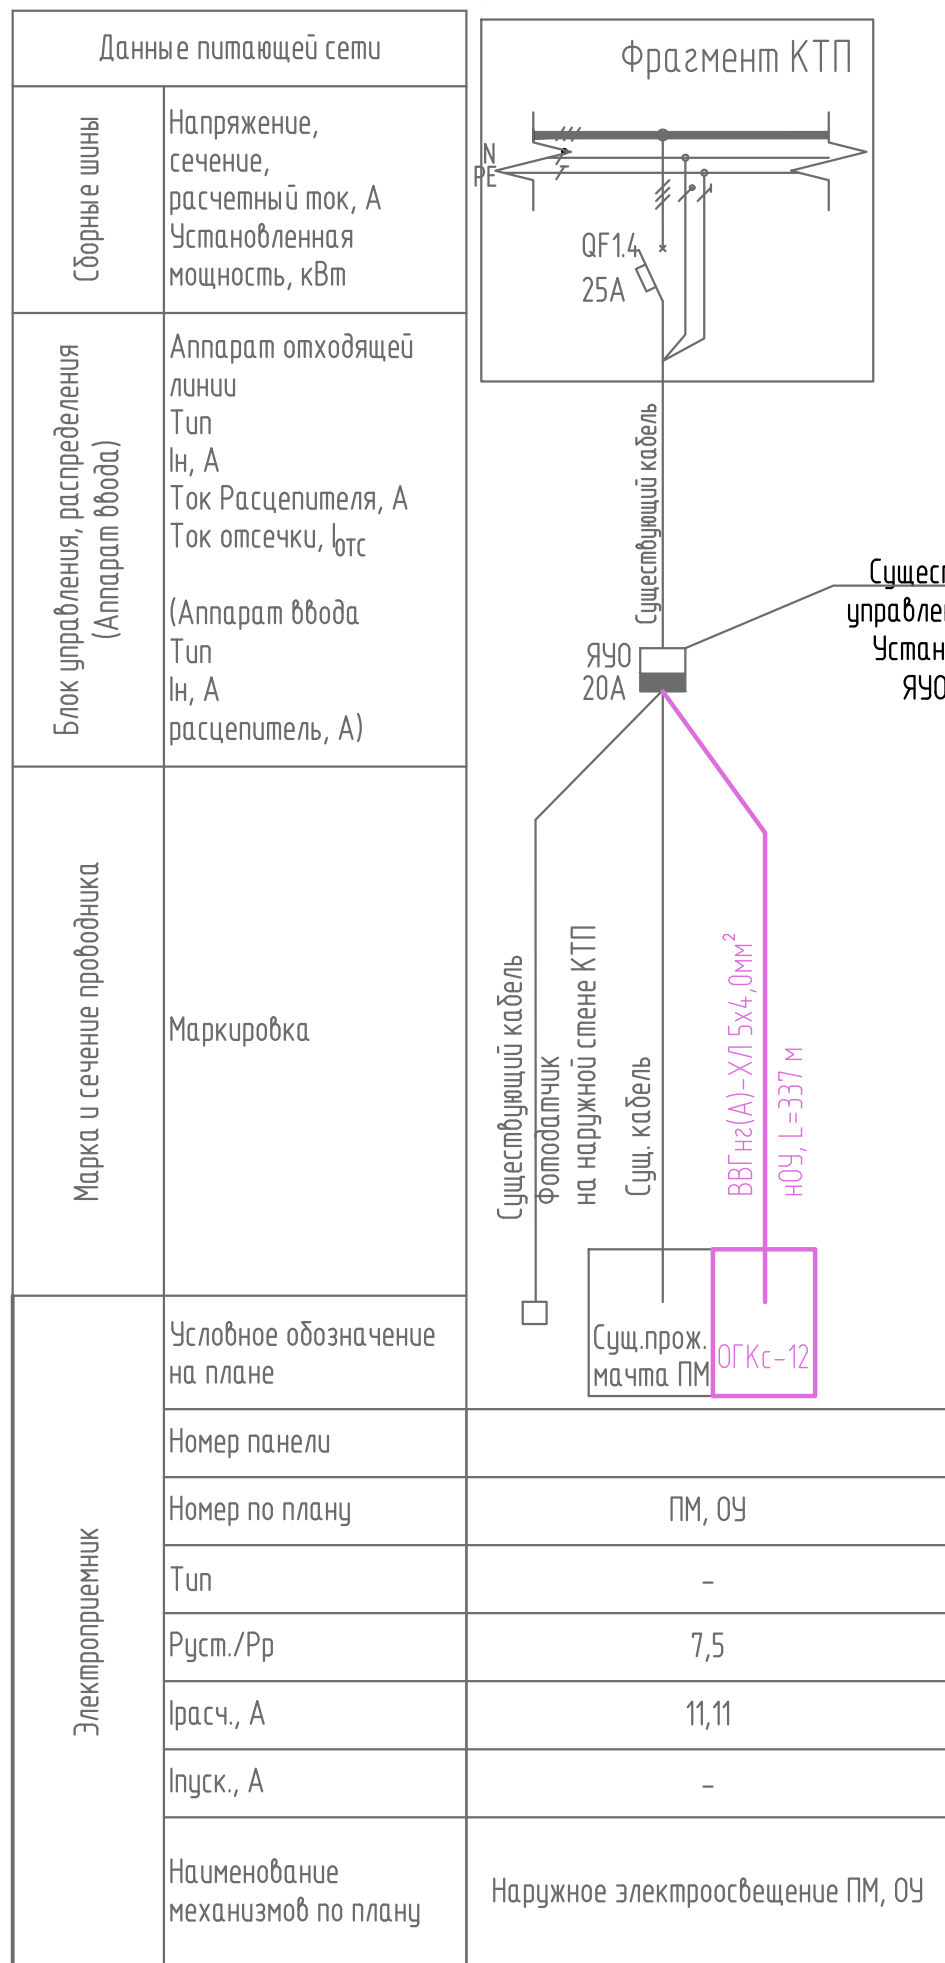 Данные питающей сети
Фрагмент КТП
Сборные шины
Напряжение,
сечение,
расчетный ток, А
Установленная
мощность, кВт
N
PE
QF1.4
25А
Блок управления, распределения
(Аппарат ввода)
Аппарат отходящей
линии
Тип
Iн, А
Ток Расцепителя, А
Ток отсечки, Iотс
(Аппарат ввода
Тип
Iн, А
расцепитель, А)
Существующий кабель
ЯУО
20А
Сущест
управлен
Устан
ЯУО
Марка и сечение проводника
Маркировка
Существующий кабель
Фотодатчик
на наружной стене КТП
Сущ. кабель
ВВГнг(А)-ХЛ 5х4,0мм²
нОУ, L=337 м
Электроприемник
Условное обозначение
на плане
Сущ.прож.
мачта ПМ
ОГКс-12
Номер панели
Номер по плану
ПМ, ОУ
Тип
-
Руст./Рр
7,5
Iрасч., А
11,11
Iпуск., А
-
Наименование
механизмов по плану
Наружное электроосвещение ПМ, ОУ